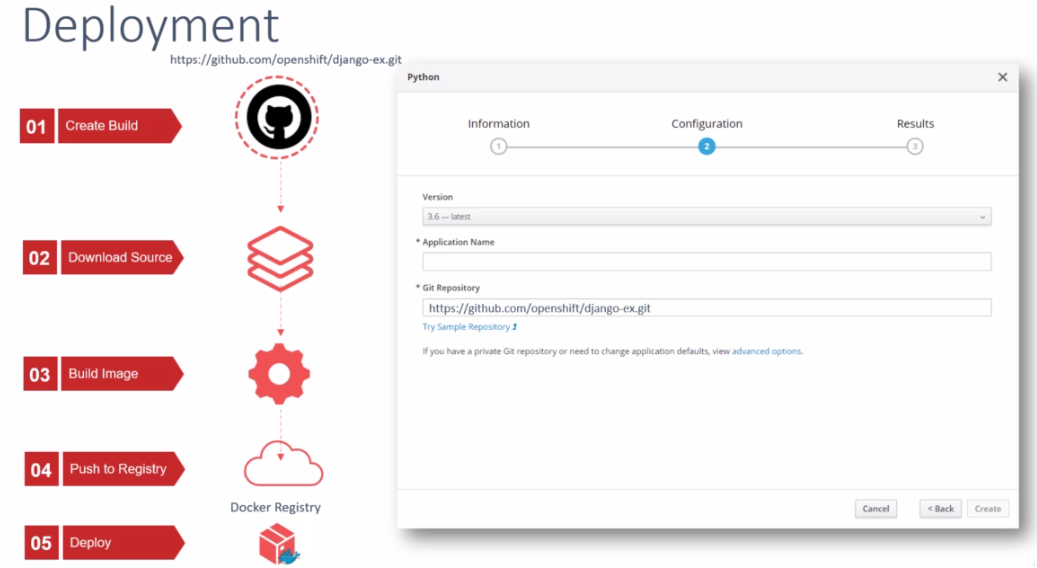 Deployment
https://github.com/openshift/django-ex.git
01 Create Build
02 Download Source
03 Build Image
04 Push to Registry
Docker Registry
05 Deploy
Python
Information
Configuration
Results
1
2
3
Version
3.6 — latest
* Application Name
* Git Repository
https://github.com/openshift/django-ex.git
Try Sample Repository
If you have a private Git repository or need to change application defaults, view advanced options.
Cancel
< Back
Create